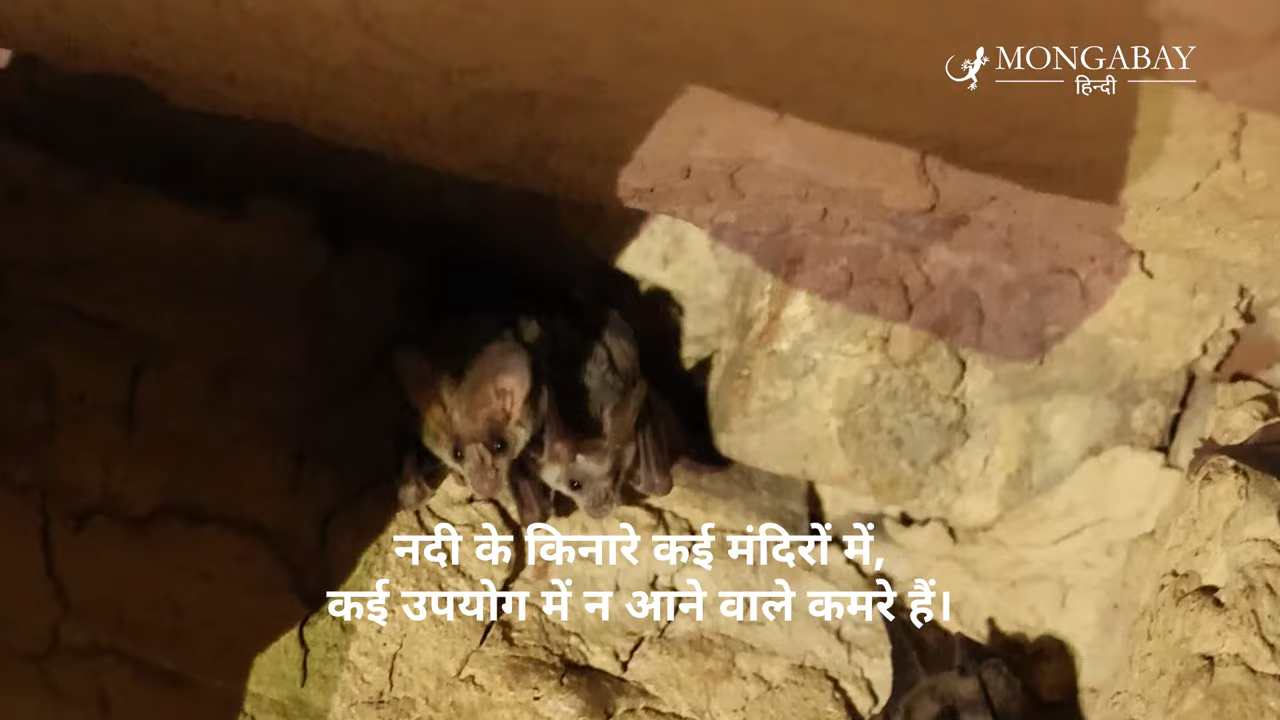 MONGABAY
हिन्दी
नदी के किनारे कई मंदिरों में,
कई उपयोग में न आने वाले कमरे हैं।